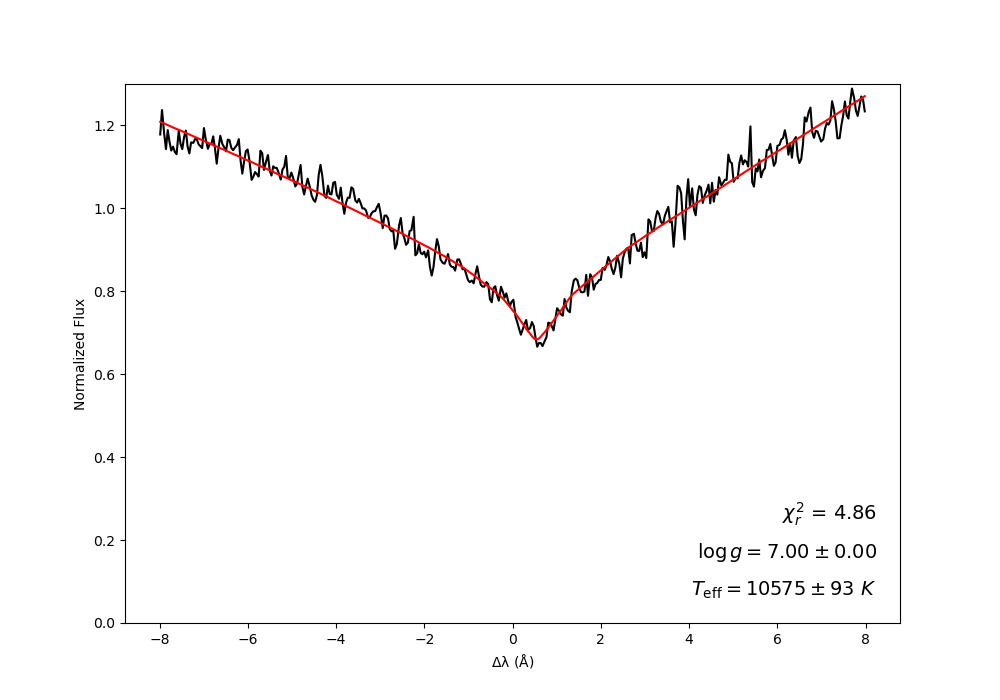 Normalized Flux
1.2
1.0
0.8
0.6
0.4
0.2
0.0
χ²ᵣ = 4.86
log g = 7.00 ± 0.00
T_eff = 10575 ± 93 K
−8 −6 −4 −2 0 2 4 6 8
Δλ (Å)